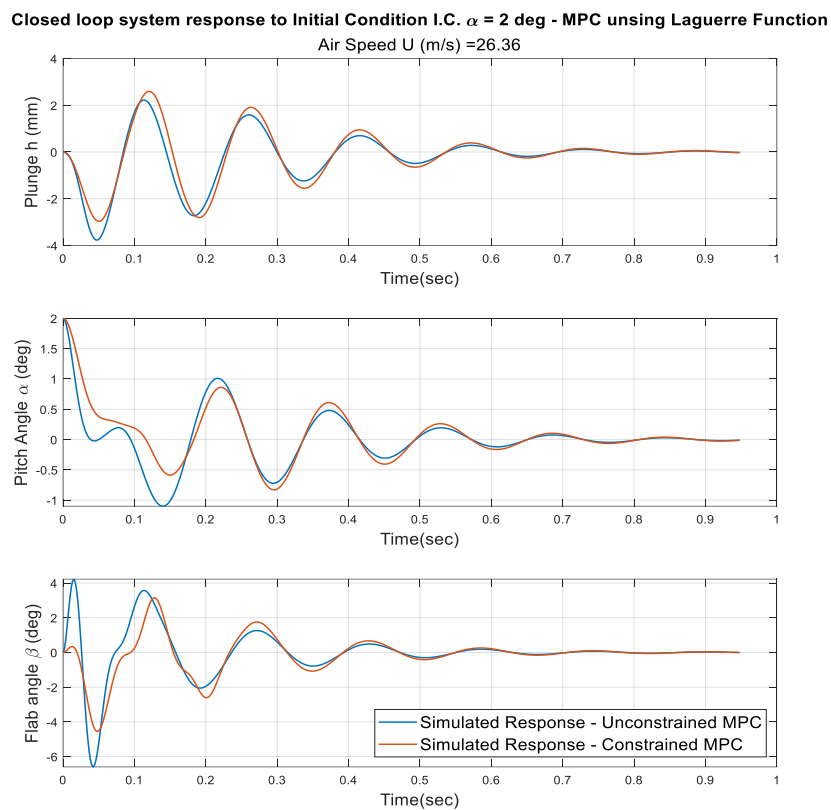 Closed loop system response to Initial Condition I.C. α = 2 deg - MPC unsing Laguerre Function
Air Speed U (m/s) =26.36
4
2
0
-2
-4
Plunge h (mm)
0 0.1 0.2 0.3 0.4 0.5 0.6 0.7 0.8 0.9 1
Time(sec)
2
1.5
1
0.5
0
-0.5
-1
Pitch Angle α (deg)
0 0.1 0.2 0.3 0.4 0.5 0.6 0.7 0.8 0.9 1
Time(sec)
4
2
0
-2
-4
-6
Flab angle β (deg)
Simulated Response - Unconstrained MPC
Simulated Response - Constrained MPC
0 0.1 0.2 0.3 0.4 0.5 0.6 0.7 0.8 0.9 1
Time(sec)